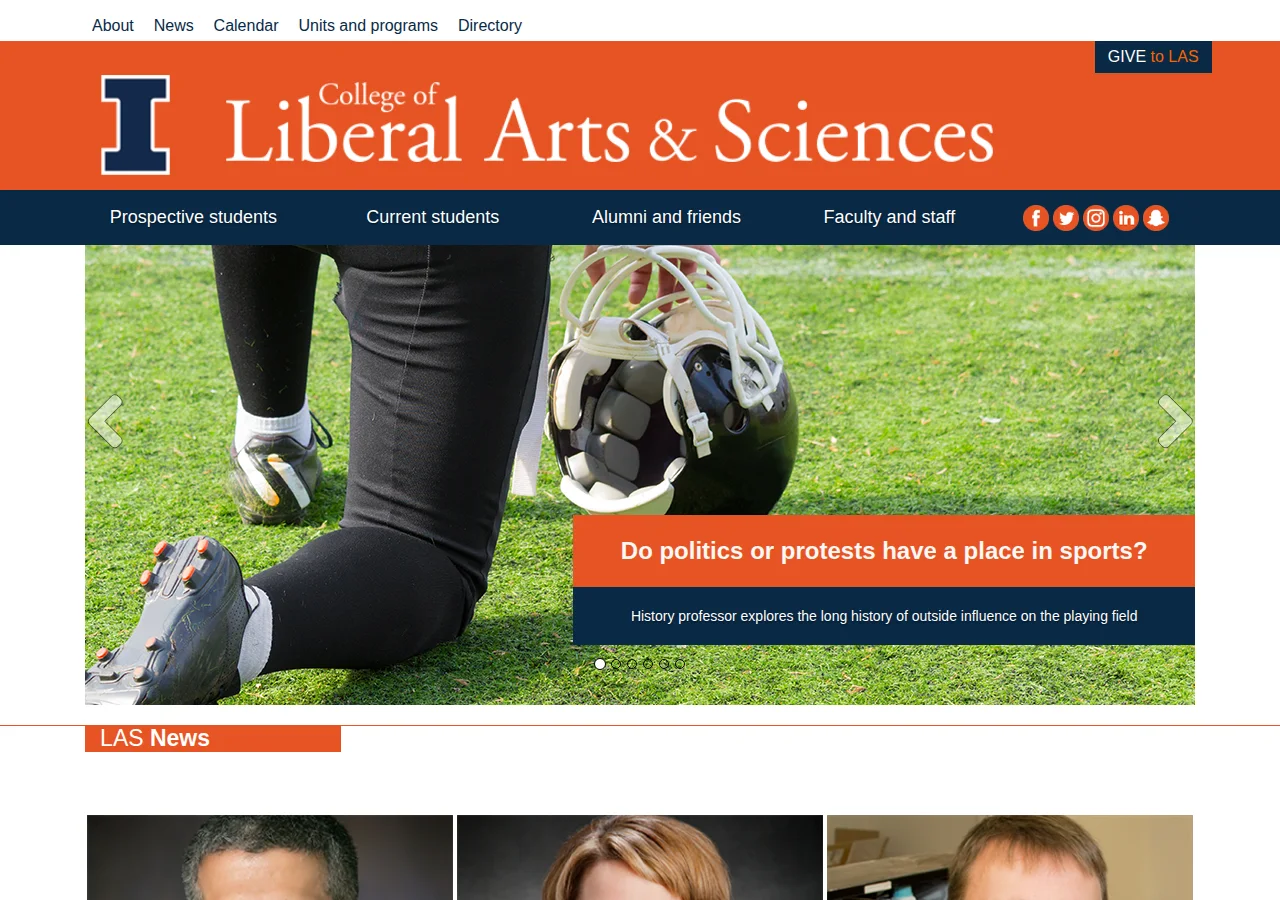 About News Calendar Units and programs Directory
GIVE to LAS
I
College of
Liberal Arts & Sciences
Prospective students Current students Alumni and friends Faculty and staff
Do politics or protests have a place in sports?
History professor explores the long history of outside influence on the playing field
LAS News